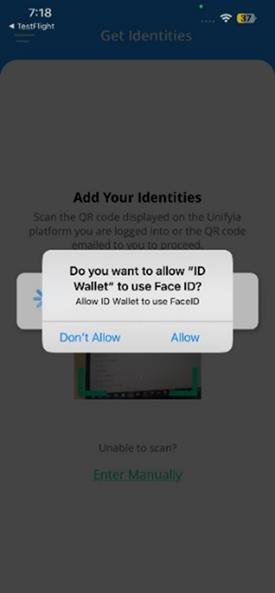 7:18
37
◀ TestFlight
Get Identities
Add Your Identities
Scan the QR code displayed on the Unifyia
platform you are logged into or the QR code
emailed to you to proceed.
Do you want to allow "ID
Wallet" to use Face ID?
Allow ID Wallet to use FaceID
Don't Allow
Allow
Unable to scan?
Enter Manually